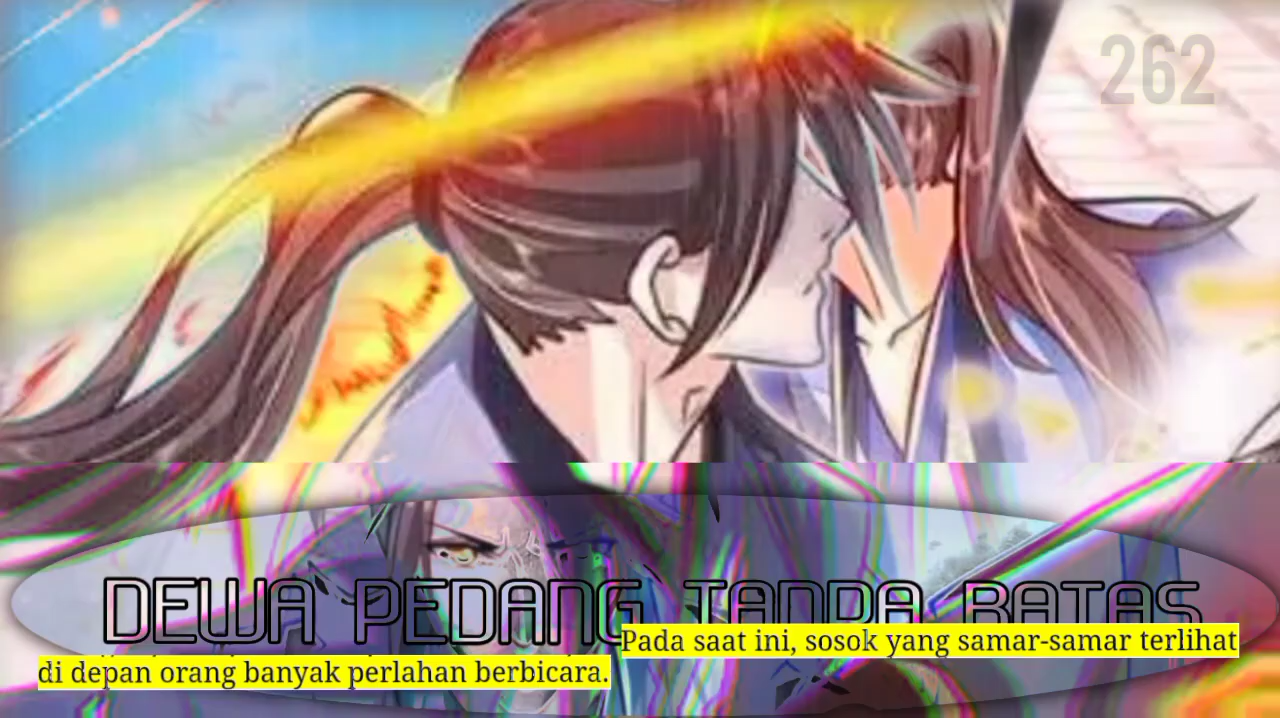 262
DEWA PEDANG TANPA BATAS
Pada saat ini, sosok yang samar-samar terlihat
di depan orang banyak perlahan berbicara.